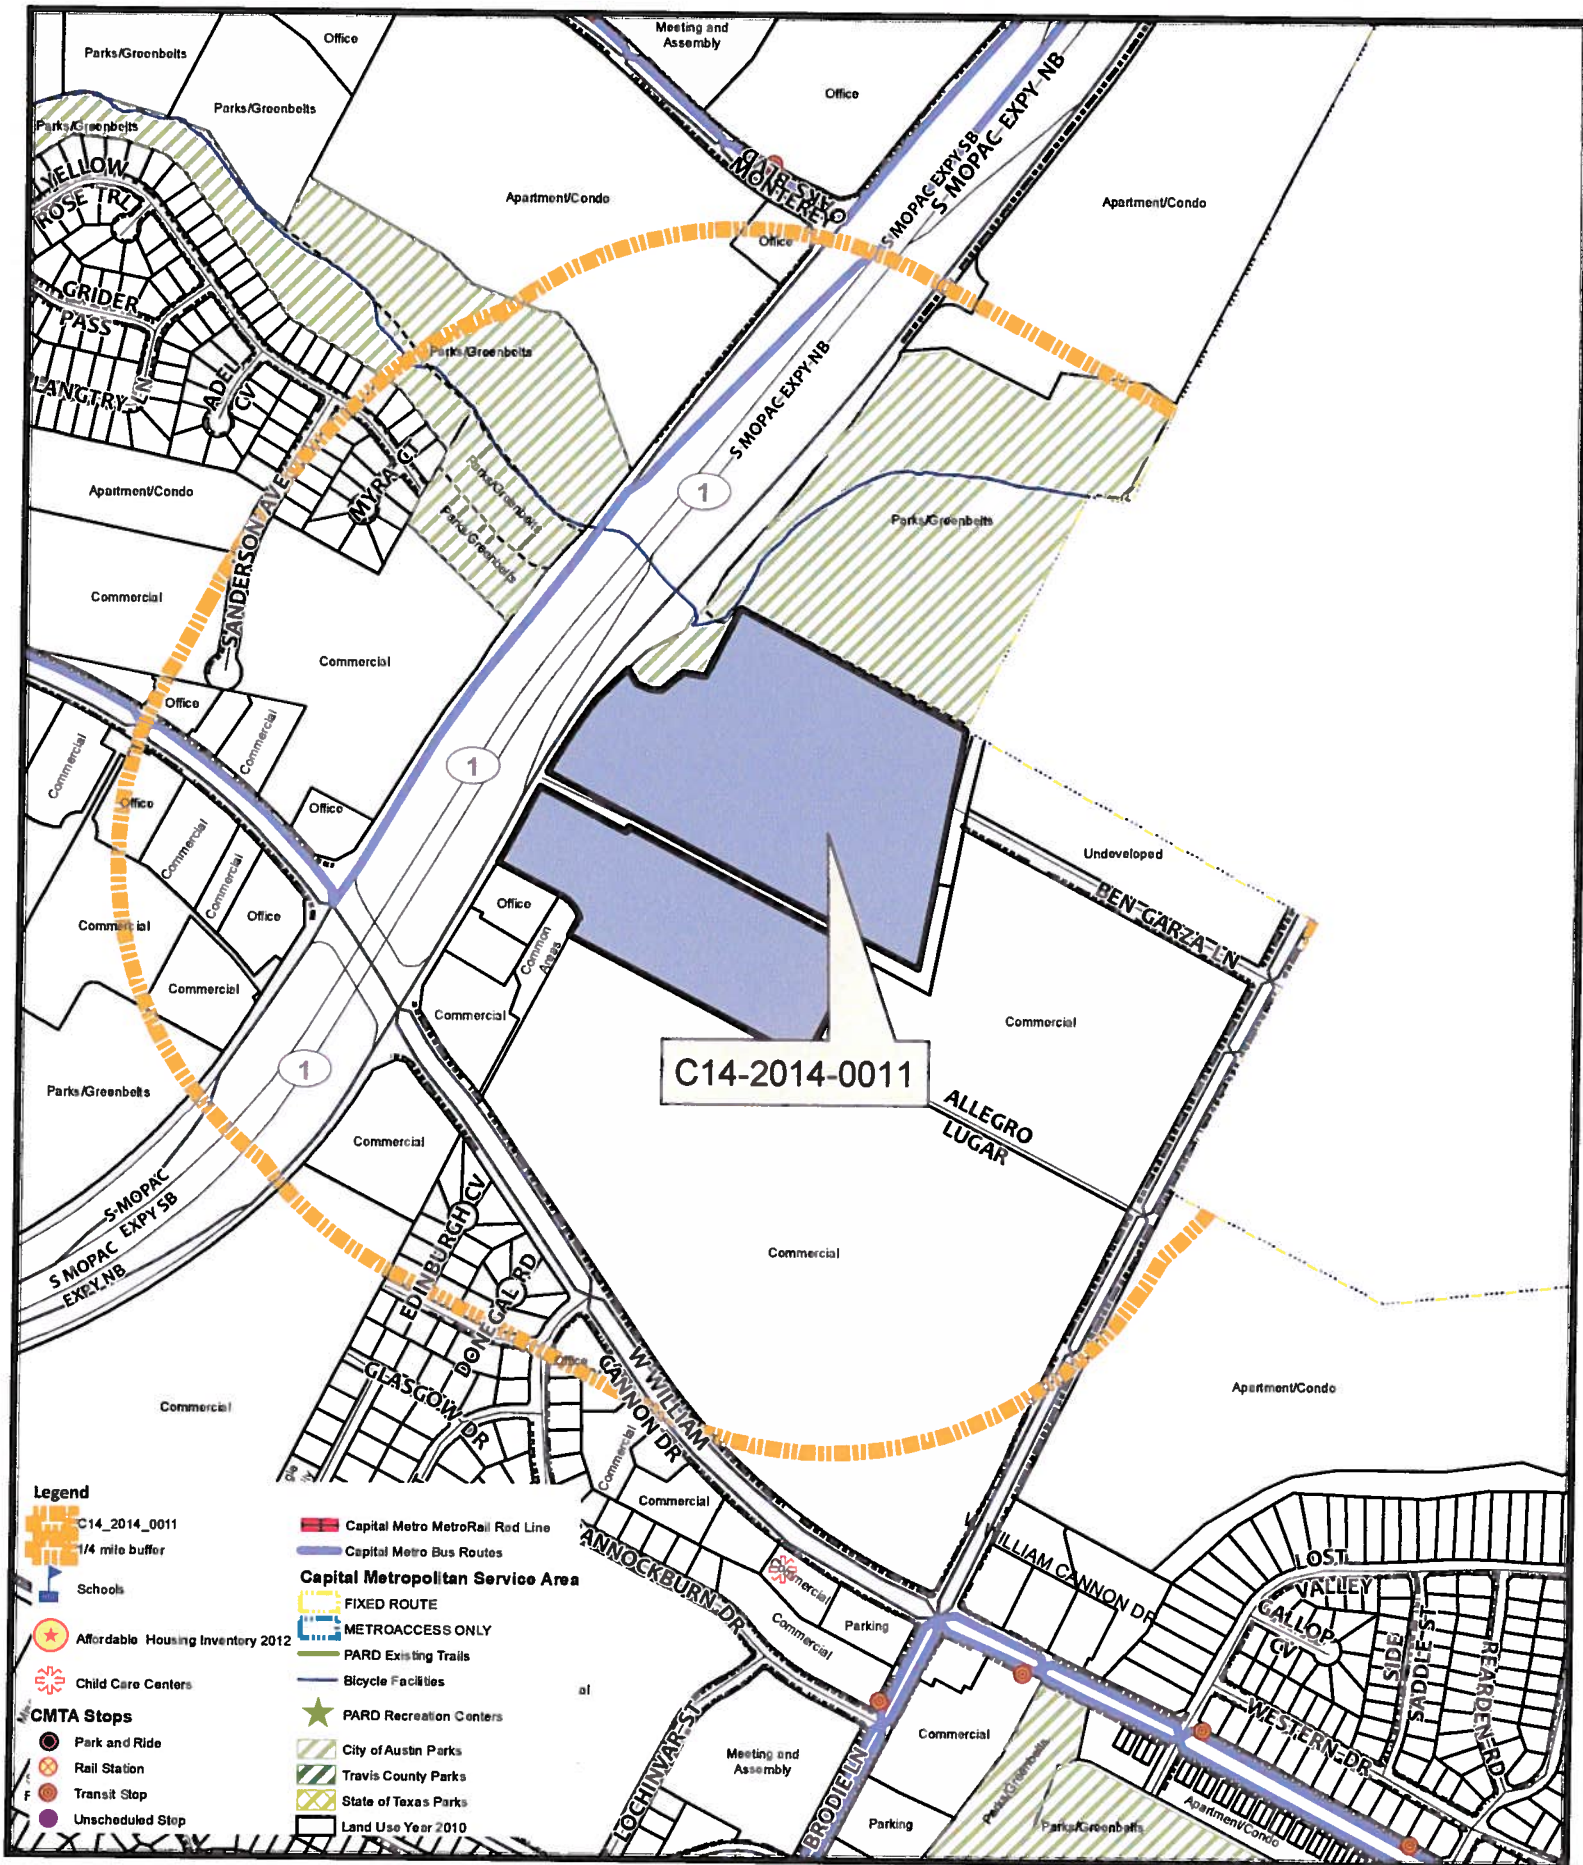 Parks/Greenbelts
Office
Meeting and
Assembly
Office
Parks/Greenbelts
Parks/Greenbelts
YELLOW
ROSE TRL
Apartment/Condo
MONTEREY
OAKS BLVD
Office
S MOPAC EXPY SB
S MOPAC EXPY NB
Apartment/Condo
GRIDER
PASS
LANGTRY LN
ADEL
CV
Parks/Greenbelts
S MOPAC EXPY NB
Apartment/Condo
SANDERSON AVE
MYRA CT
Parks/Greenbelts
Parks/Greenbelts
1
Parks/Greenbelts
Commercial
Commercial
Office
Commercial
Commercial
1
Office
Office
Commercial
Commercial
Office
Commercial
Office
Common
Areas
Undeveloped
BEN GARZA LN
Commercial
Commercial
Commercial
1
C14-2014-0011
ALLEGRO
LUGAR
Parks/Greenbelts
Commercial
S MOPAC
EXPY SB
S MOPAC
EXPY NB
EDINBURGH CV
DONEGAL RD
Commercial
Office
GLASGOW DR
W WILLIAM
CANNON DR
Commercial
Apartment/Condo
Commercial
Commercial
ANNOCKBURN DR
Commercial
Commercial
Parking
WILLIAM CANNON DR
LOST
VALLEY
GALLOP
CV
SIDE
SADDLE ST
REARDEN RD
WESTERN DR
LOCHINVAR ST
Meeting and
Assembly
BRODIE LN
Commercial
Parking
Parks/Greenbelts
Parks/Greenbelts
Apartment/Condo
Legend
C14_2014_0011
1/4 mile buffer
Schools
Affordable Housing Inventory 2012
Child Care Centers
CMTA Stops
Park and Ride
Rail Station
Transit Stop
Unscheduled Stop
Capital Metro MetroRail Red Line
Capital Metro Bus Routes
Capital Metropolitan Service Area
FIXED ROUTE
METROACCESS ONLY
PARD Existing Trails
Bicycle Facilities
PARD Recreation Centers
City of Austin Parks
Travis County Parks
State of Texas Parks
Land Use Year 2010